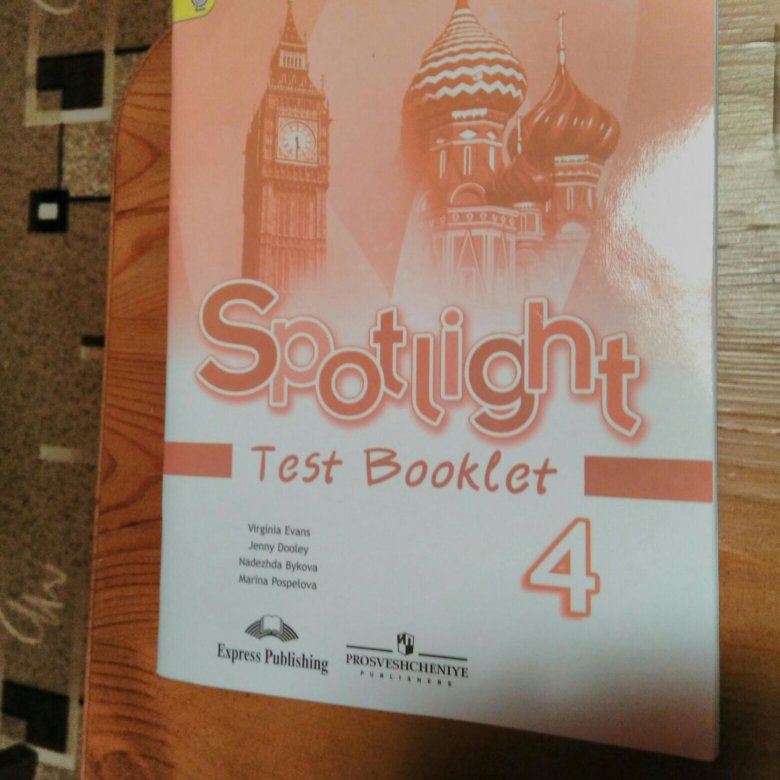 Spotlight
Test Booklet
4
Virginia Evans
Jenny Dooley
Nadezhda Bykova
Marina Pospelova
Express Publishing
PROSVESHCHENIYE
PUBLISHERS